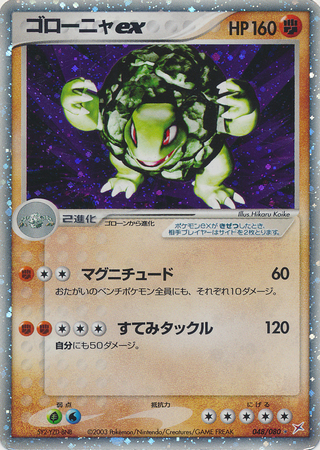 ゴローニャex HP160
Illus.Hikaru Koike
2進化
ゴローンから進化
ポケモンexがきぜつしたとき、
相手プレイヤーはサイドを2枚とります。
マグニチュード 60
おたがいのベンチポケモン全員にも、それぞれ10ダメージ。
すてみタックル 120
自分にも50ダメージ。
弱点 抵抗力 にげる
©2003 Pokémon/Nintendo/Creatures/GAME FREAK
048/080